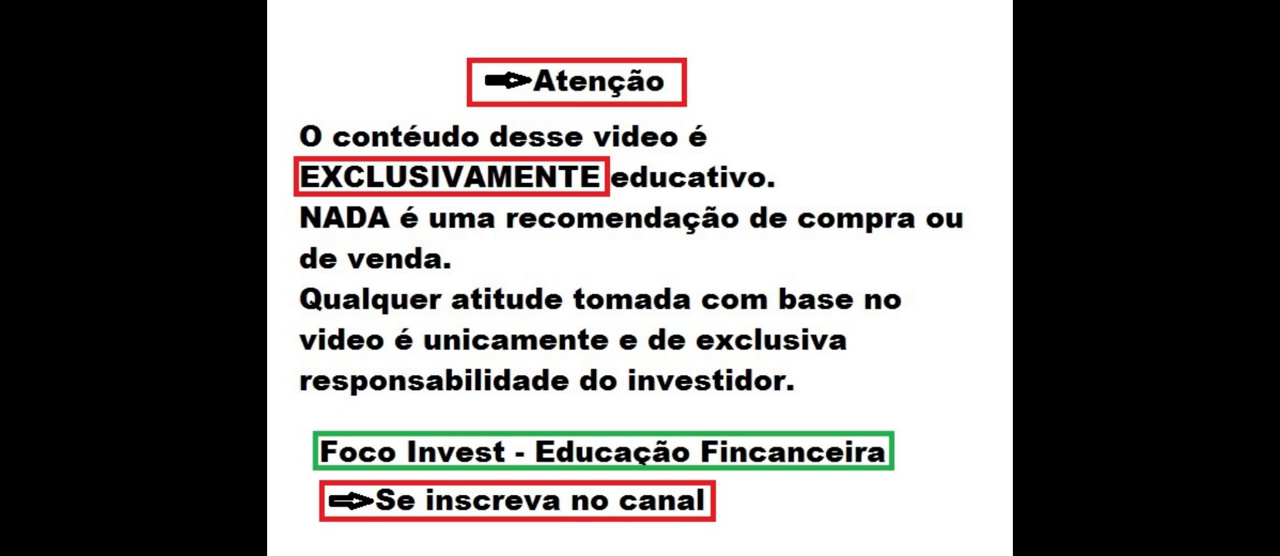 Atenção
O contéudo desse video é
EXCLUSIVAMENTE educativo.
NADA é uma recomendação de compra ou
de venda.
Qualquer atitude tomada com base no
video é unicamente e de exclusiva
responsabilidade do investidor.
Foco Invest - Educação Fincanceira
Se inscreva no canal